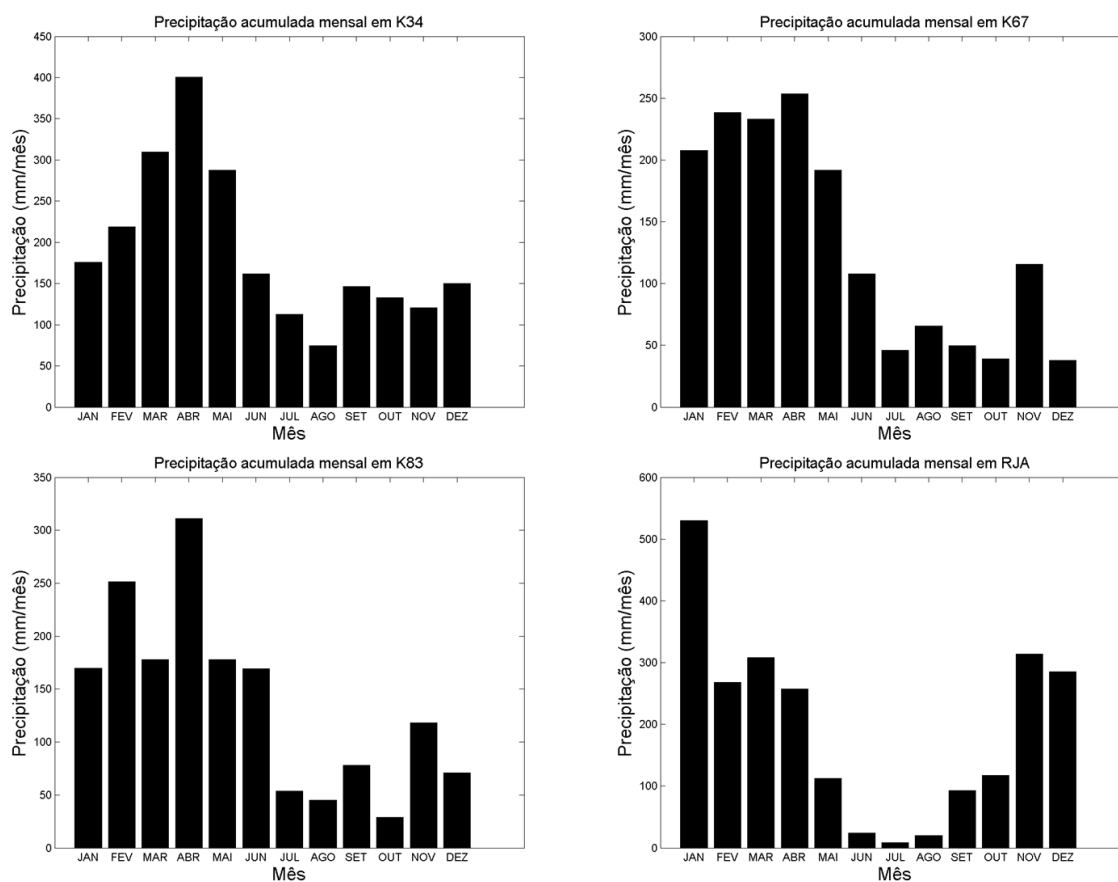 Precipitação acumulada mensal em K34
450
400
350
300
250
200
150
100
50
0
Precipitação (mm/mês)
JAN FEV MAR ABR MAI JUN JUL AGO SET OUT NOV DEZ
Mês
Precipitação acumulada mensal em K67
300
250
200
150
100
50
0
Precipitação (mm/mês)
JAN FEV MAR ABR MAI JUN JUL AGO SET OUT NOV DEZ
Mês
Precipitação acumulada mensal em K83
350
300
250
200
150
100
50
0
Precipitação (mm/mês)
JAN FEV MAR ABR MAI JUN JUL AGO SET OUT NOV DEZ
Mês
Precipitação acumulada mensal em RJA
600
500
400
300
200
100
0
Precipitação (mm/mês)
JAN FEV MAR ABR MAI JUN JUL AGO SET OUT NOV DEZ
Mês